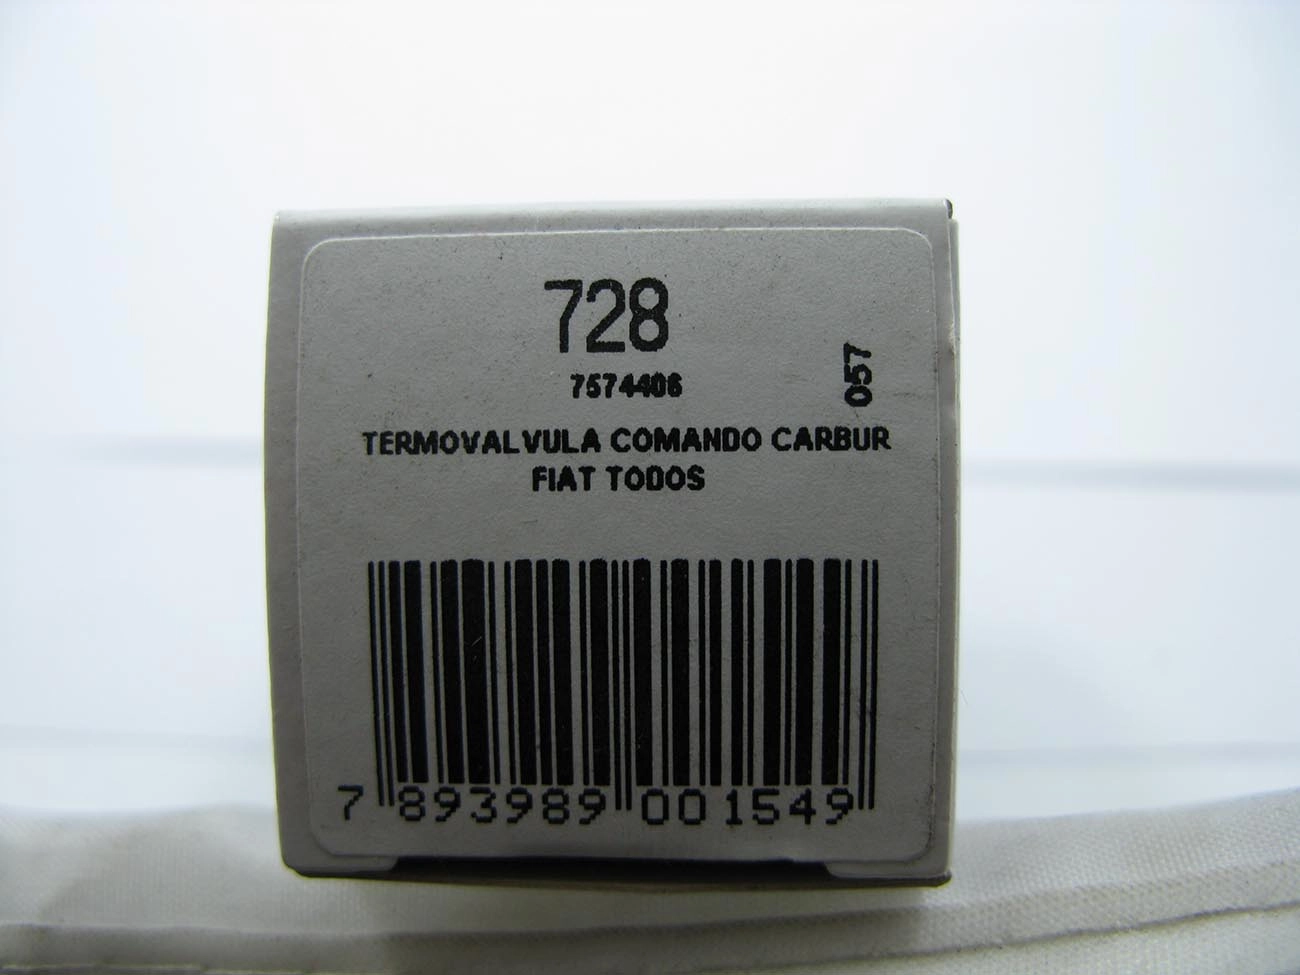 728
7574406
057
TERMOVALVULA COMANDO CARBUR
FIAT TODOS
7 893989 001549